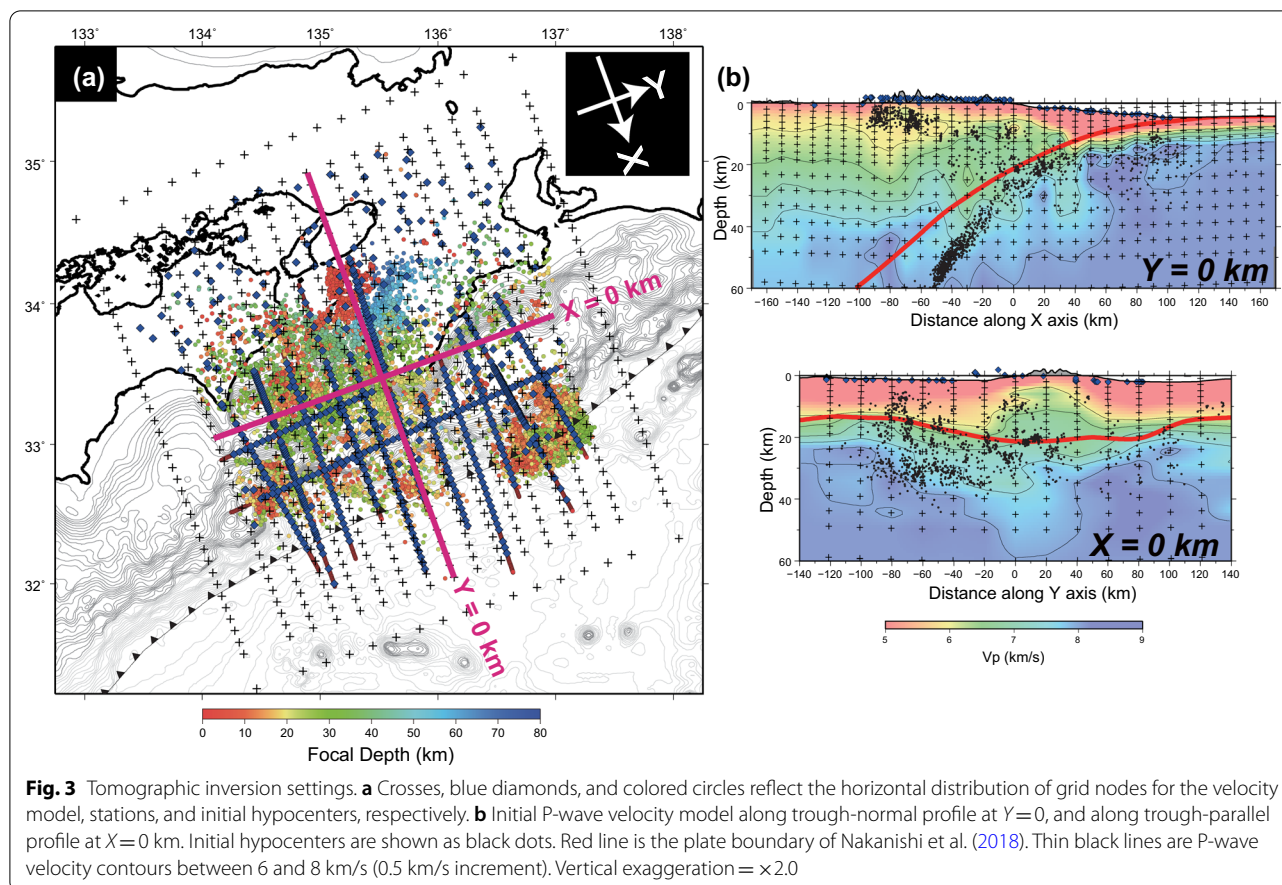 133° 134° 135° 136° 137° 138°
(a)
Y
X
35°
34°
33°
32°
X = 0 km
Y = 0 km
0 10 20 30 40 50 60 70 80
Focal Depth (km)
(b)
0
20
40
60
Depth (km)
Y = 0 km
−160 −140 −120 −100 −80 −60 −40 −20 0 20 40 60 80 100 120 140 160
Distance along X axis (km)
0
20
40
60
Depth (km)
X = 0 km
−140 −120 −100 −80 −60 −40 −20 0 20 40 60 80 100 120 140
Distance along Y axis (km)
5 6 7 8 9
Vp (km/s)
Fig. 3 Tomographic inversion settings. a Crosses, blue diamonds, and colored circles reflect the horizontal distribution of grid nodes for the velocity
model, stations, and initial hypocenters, respectively. b Initial P-wave velocity model along trough-normal profile at Y=0, and along trough-parallel
profile at X=0 km. Initial hypocenters are shown as black dots. Red line is the plate boundary of Nakanishi et al. (2018). Thin black lines are P-wave
velocity contours between 6 and 8 km/s (0.5 km/s increment). Vertical exaggeration = ×2.0